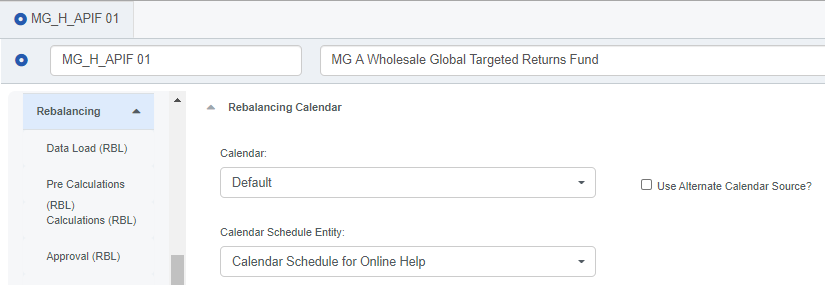 MG_H_APIF 01
MG_H_APIF 01 MG A Wholesale Global Targeted Returns Fund
Rebalancing
Data Load (RBL)
Pre Calculations
(RBL)
Calculations (RBL)
Approval (RBL)
Rebalancing Calendar
Calendar:
Default
Use Alternate Calendar Source?
Calendar Schedule Entity:
Calendar Schedule for Online Help